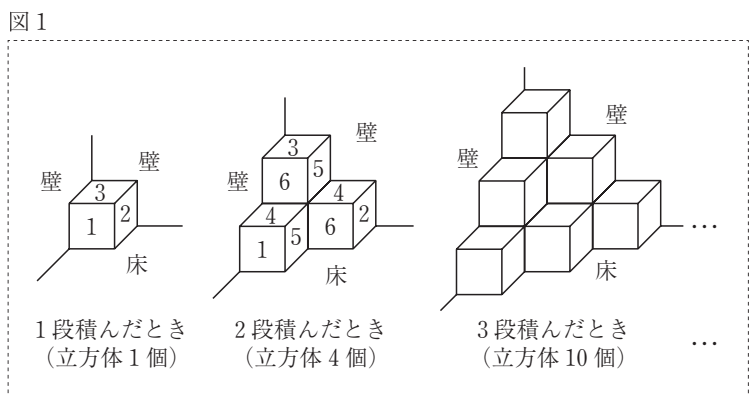 図1
壁
壁
3
1
2
床
壁
壁
3
6
5
4
4
1
5
6
2
床
壁
壁
床
…
1段積んだとき
(立方体1個)
2段積んだとき
(立方体4個)
3段積んだとき
(立方体10個)
…